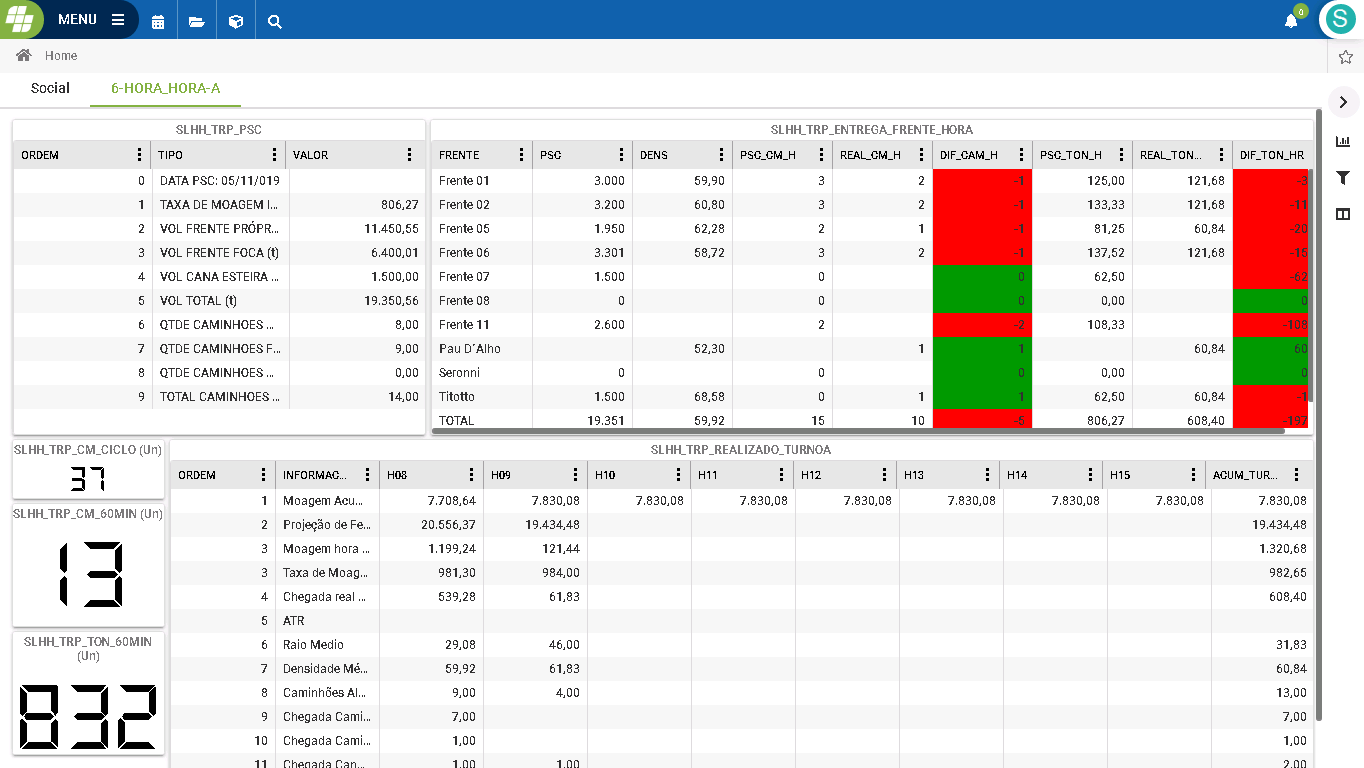 MENU
0
S
Home
Social 6-HORA_HORA-A
SLHH_TRP_PSC
ORDEM TIPO VALOR
0 DATA PSC: 05/11/019
1 TAXA DE MOAGEM I... 806,27
2 VOL FRENTE PRÓPR... 11.450,55
3 VOL FRENTE FOCA (t) 6.400,01
4 VOL CANA ESTEIRA ... 1.500,00
5 VOL TOTAL (t) 19.350,56
6 QTDE CAMINHOES ... 8,00
7 QTDE CAMINHOES F... 9,00
8 QTDE CAMINHOES ... 0,00
9 TOTAL CAMINHOES ... 14,00
SLHH_TRP_ENTREGA_FRENTE_HORA
FRENTE PSC DENS PSC_CM_H REAL_CM_H DIF_CAM_H PSC_TON_H REAL_TON... DIF_TON_HR
Frente 01 3.000 59,90 3 2 -1 125,00 121,68 -3
Frente 02 3.200 60,80 3 2 -1 133,33 121,68 -11
Frente 05 1.950 62,28 2 1 -1 81,25 60,84 -20
Frente 06 3.301 58,72 3 2 -1 137,52 121,68 -15
Frente 07 1.500 0 0 62,50 -62
Frente 08 0 0 0 0,00 0
Frente 11 2.600 2 -2 108,33 -108
Pau D´Alho 52,30 1 1 60,84 60
Seronni 0 0 0 0,00 0
Titotto 1.500 68,58 0 1 1 62,50 60,84 -1
TOTAL 19.351 59,92 15 10 -5 806,27 608,40 -197
SLHH_TRP_CM_CICLO (Un)
37
SLHH_TRP_CM_60MIN (Un)
13
SLHH_TRP_TON_60MIN
(Un)
832
SLHH_TRP_REALIZADO_TURNOA
ORDEM INFORMAC... H08 H09 H10 H11 H12 H13 H14 H15 AGUM_TUR...
1 Moagem Acu... 7.708,64 7.830,08 7.830,08 7.830,08 7.830,08 7.830,08 7.830,08 7.830,08 7.830,08
2 Projeção de Fe... 20.556,37 19.434,48 19.434,48
3 Moagem hora ... 1.199,24 121,44 1.320,68
3 Taxa de Moag... 981,30 984,00 982,65
4 Chegada real ... 539,28 61,83 608,40
5 ATR
6 Raio Medio 29,08 46,00 31,83
7 Densidade Mé... 59,92 61,83 60,84
8 Caminhões Al... 9,00 4,00 13,00
9 Chegada Cami... 7,00 7,00
10 Chegada Cami... 1,00 1,00
11 Chegada Can... 1,00 1,00 2,00